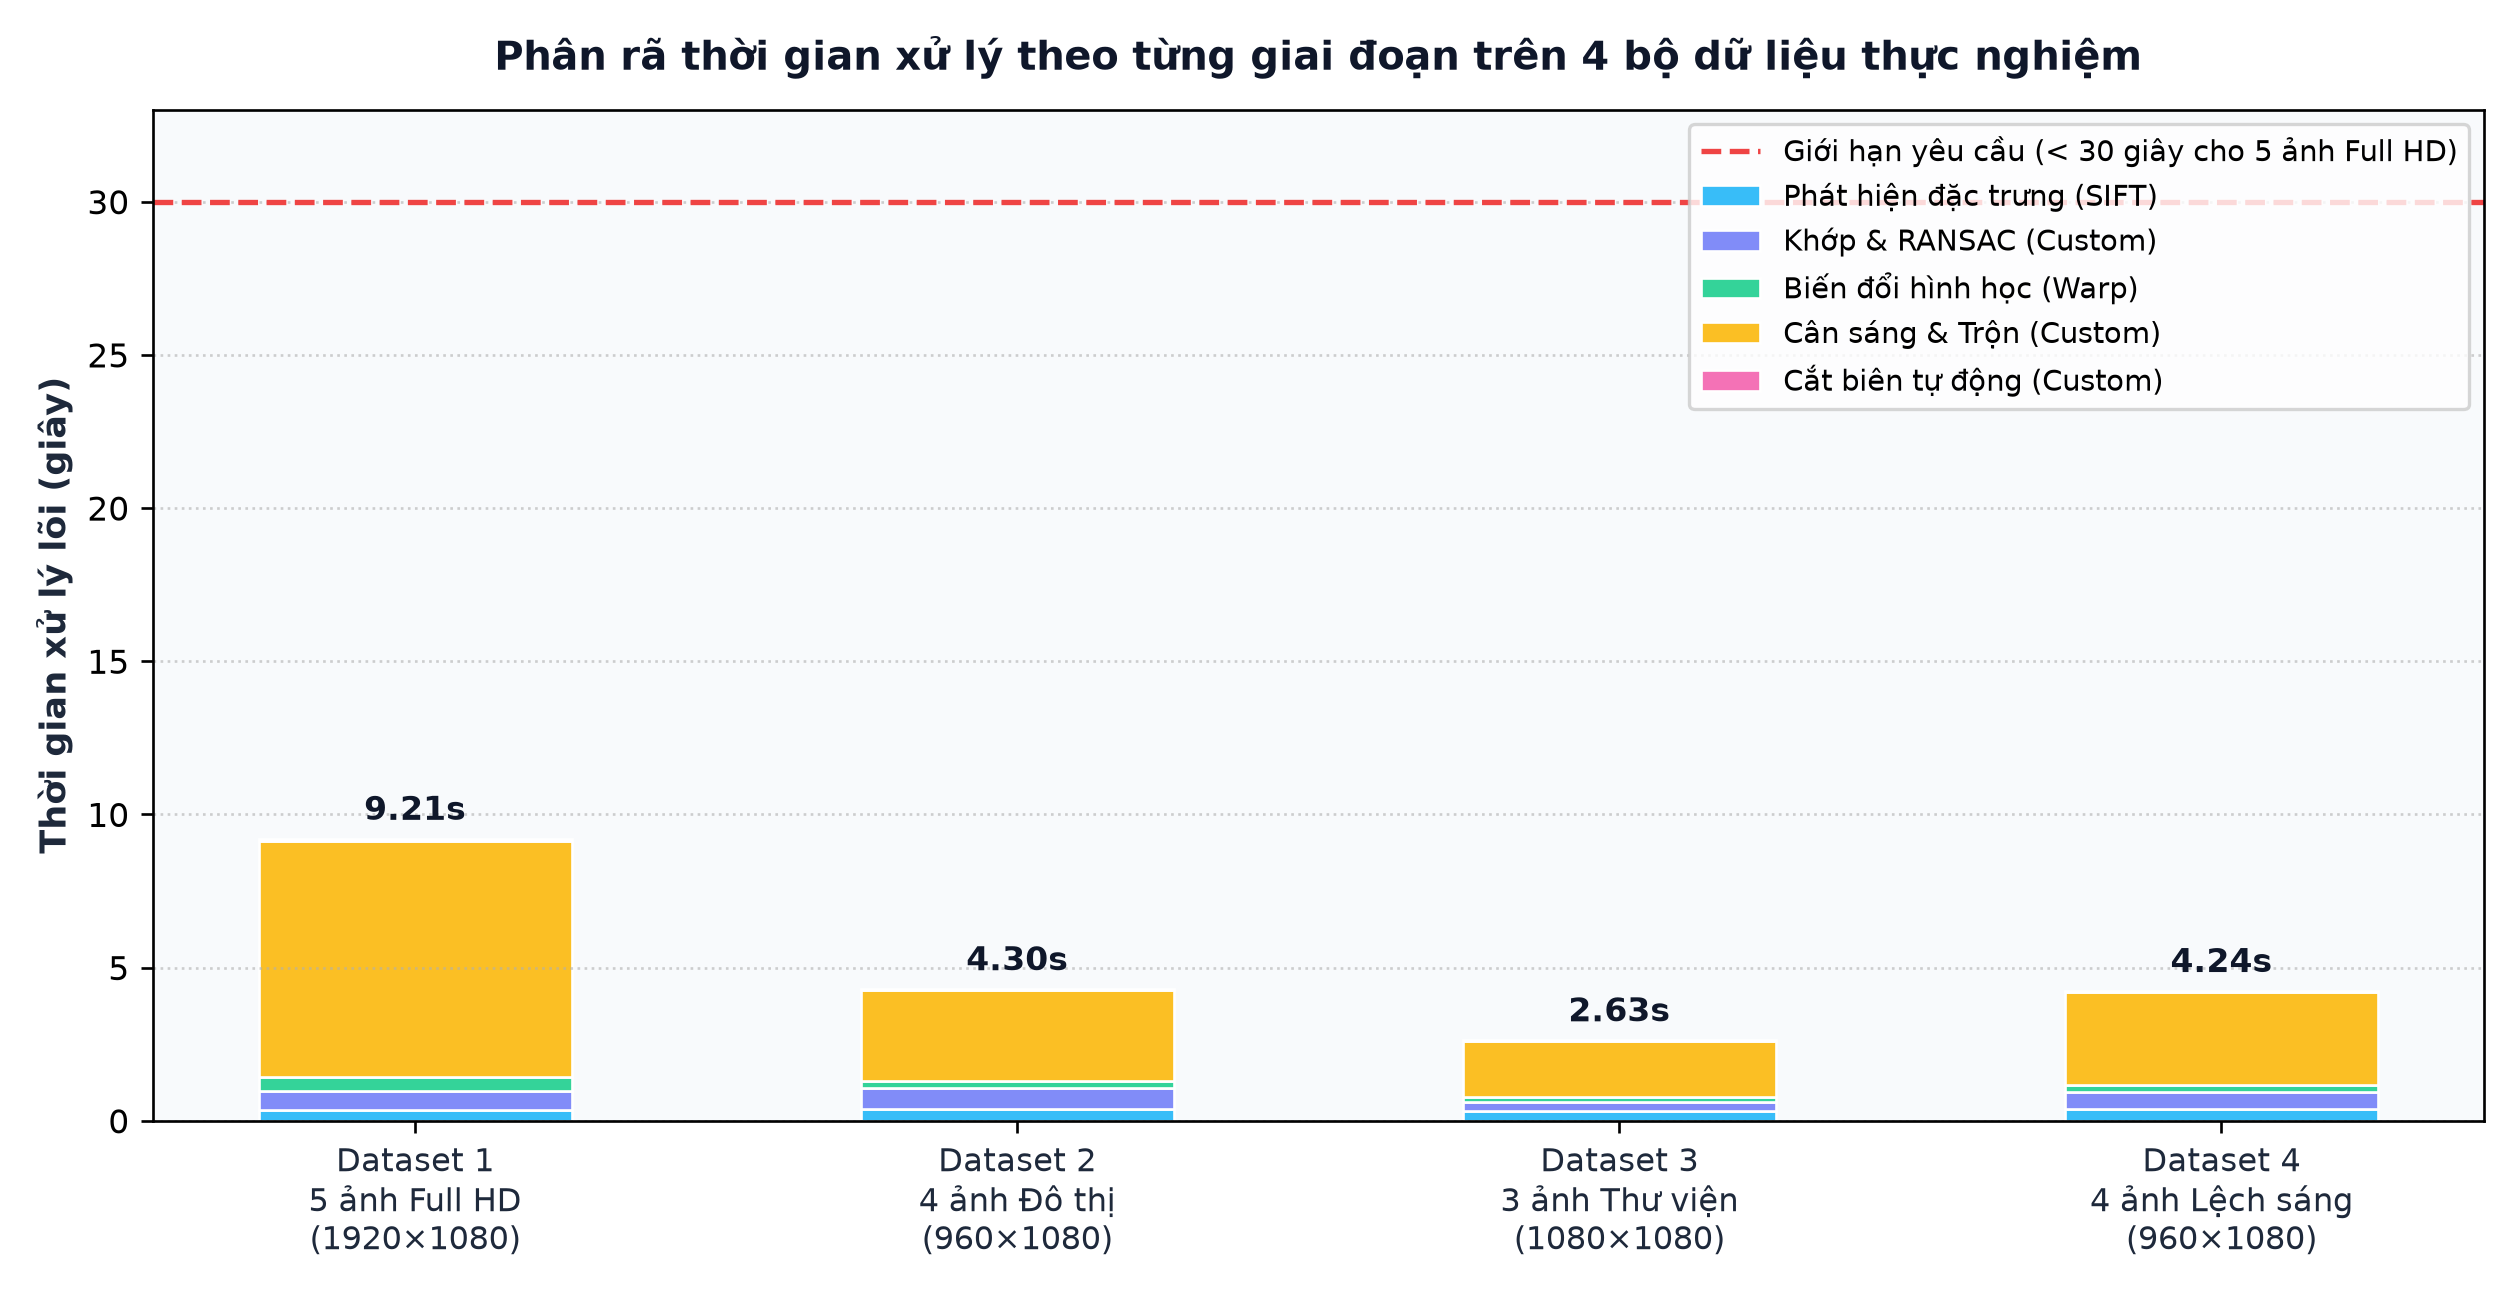 Phân rã thời gian xử lý theo từng giai đoạn trên 4 bộ dữ liệu thực nghiệm
Thời gian xử lý lõi (giây)
30
25
20
15
10
5
0
Giới hạn yêu cầu (< 30 giây cho 5 ảnh Full HD)
Phát hiện đặc trưng (SIFT)
Khớp & RANSAC (Custom)
Biến đổi hình học (Warp)
Cân sáng & Trộn (Custom)
Cắt biên tự động (Custom)
9.21s
4.30s
2.63s
4.24s
Dataset 1
5 ảnh Full HD
(1920×1080)
Dataset 2
4 ảnh Đô thị
(960×1080)
Dataset 3
3 ảnh Thư viện
(1080×1080)
Dataset 4
4 ảnh Lệch sáng
(960×1080)